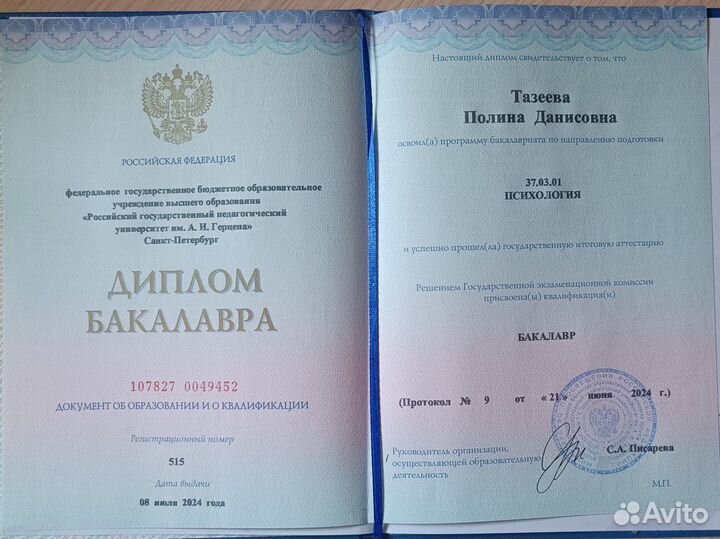 РОССИЙСКАЯ ФЕДЕРАЦИЯ
федеральное государственное бюджетное образовательное
учреждение высшего образования
«Российский государственный педагогический
университет им. А. И. Герцена»
Санкт-Петербург
ДИПЛОМ
БАКАЛАВРА
107827 0049452
ДОКУМЕНТ ОБ ОБРАЗОВАНИИ И О КВАЛИФИКАЦИИ
Регистрационный номер
515
Дата выдачи
08 июля 2024 года
Настоящий диплом свидетельствует о том, что
Тазеева
Полина Данисовна
освоил(а) программу бакалавриата по направлению подготовки
37.03.01
ПСИХОЛОГИЯ
и успешно прошел(ла) государственную итоговую аттестацию
Решением Государственной экзаменационной комиссии
присвоена(ы) квалификация(и)
БАКАЛАВР
(Протокол № 9 от «21» июня 2024 г.)
Руководитель организации,
осуществляющей образовательную
деятельность
С.А. Писарева
М.П.
Avito